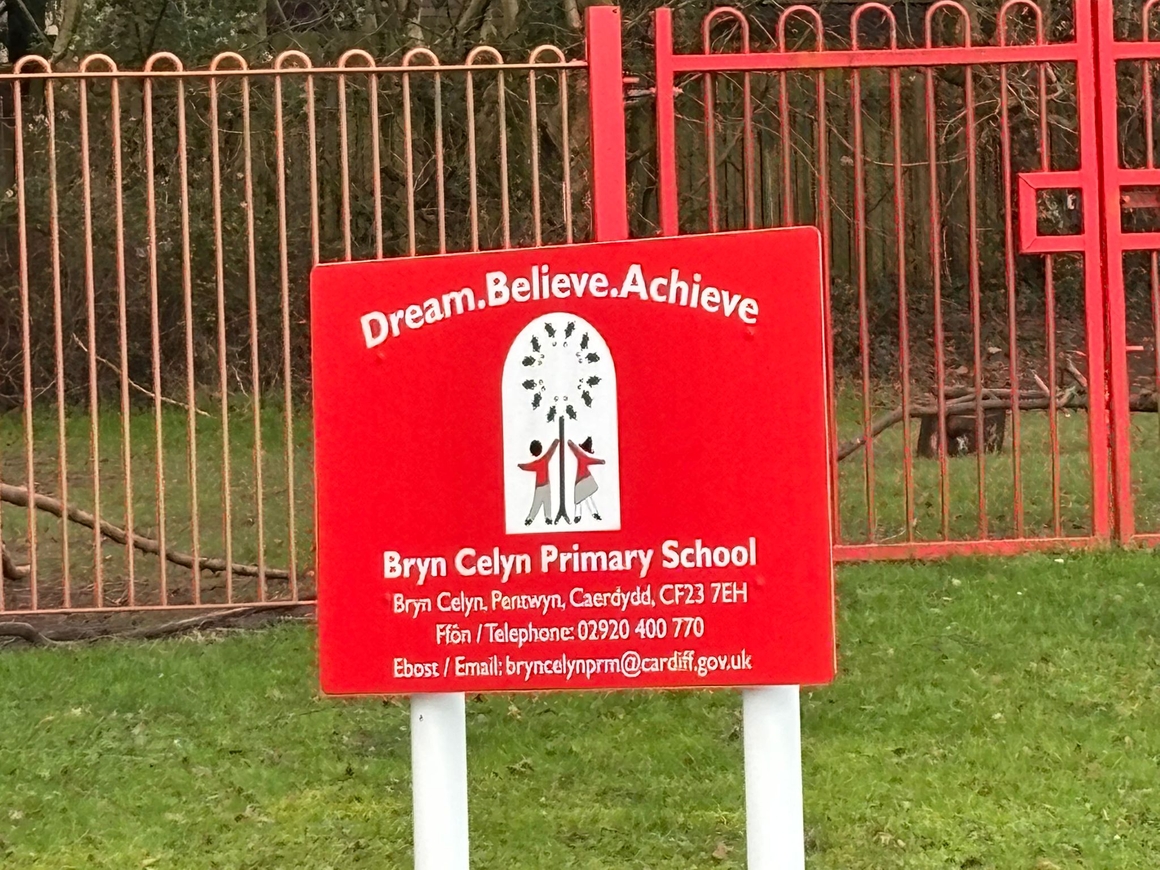 Dream.Believe.Achieve
Bryn Celyn Primary School
Bryn Celyn, Pentwyn, Caerdydd, CF23 7EH
Ffôn / Telephone: 02920 400 770
Ebost / Email: bryncelynprm@cardiff.gov.uk